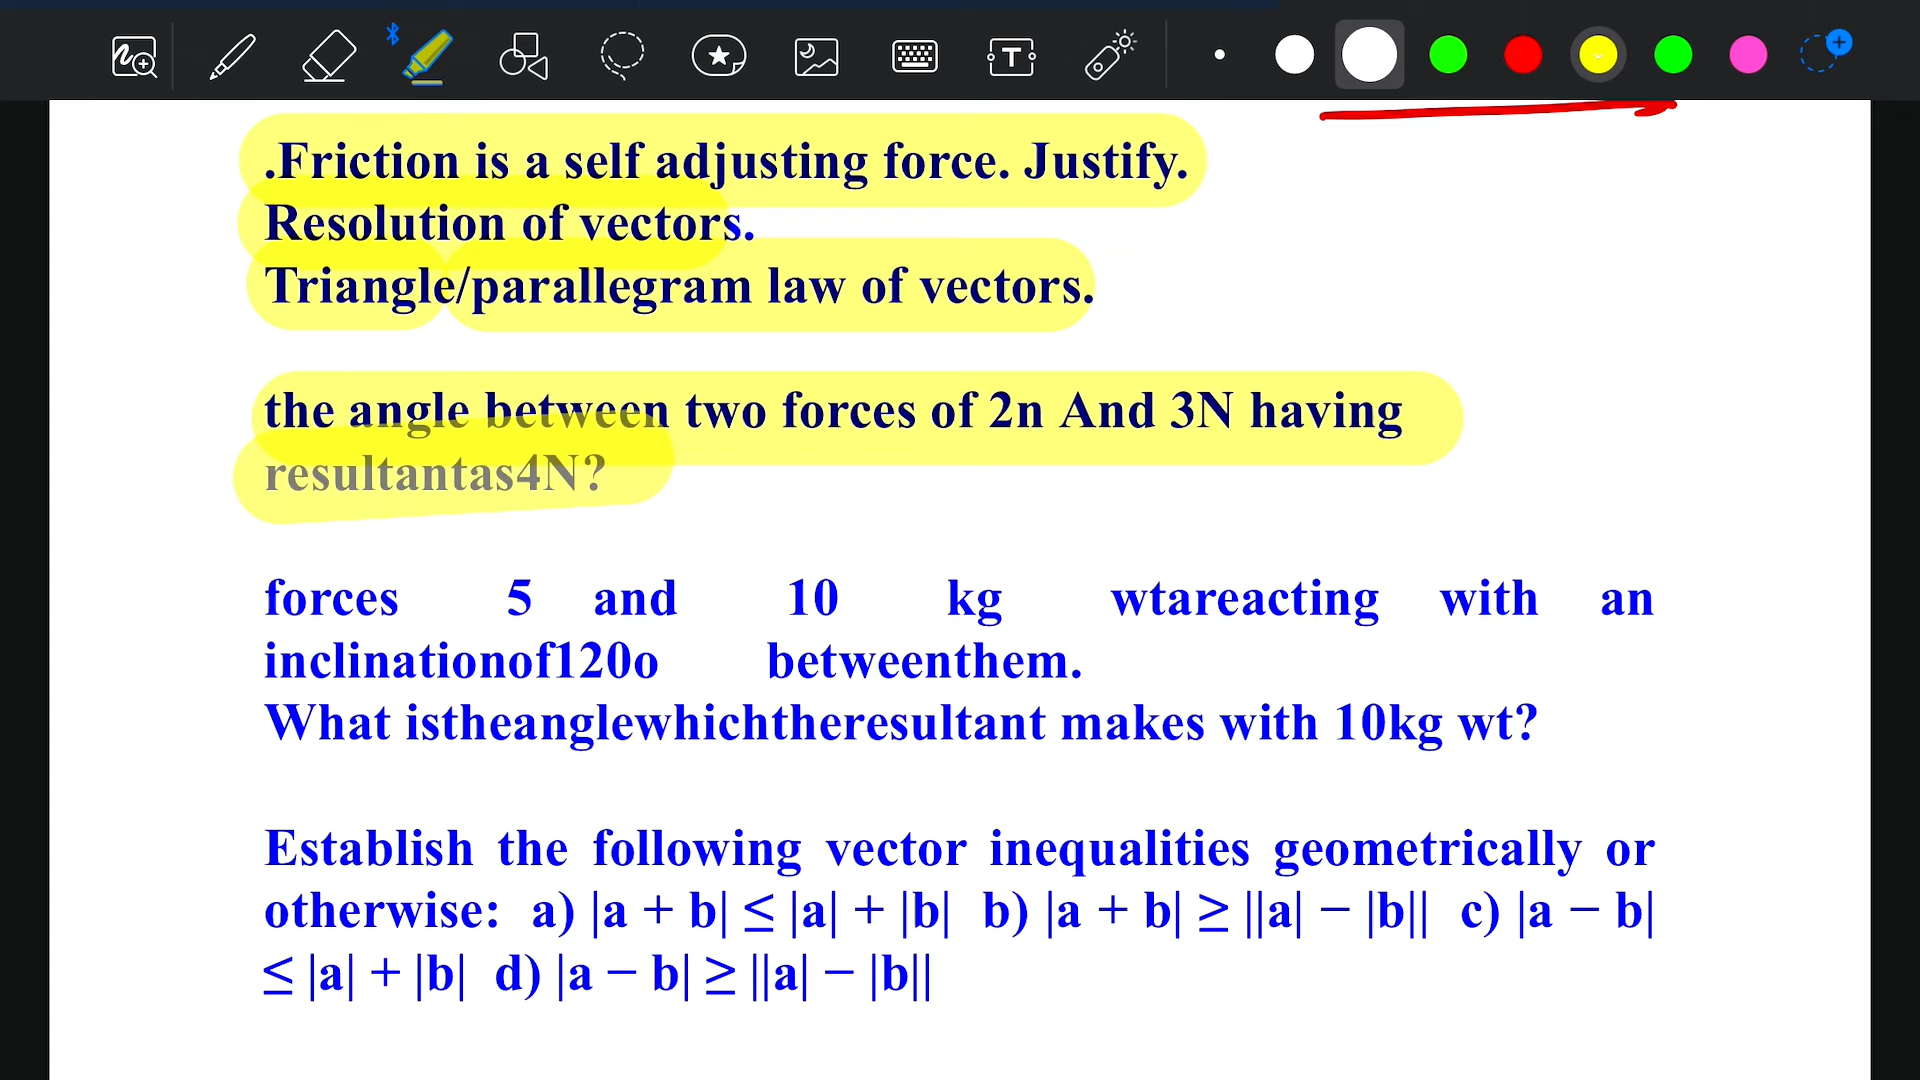 .Friction is a self adjusting force. Justify.
Resolution of vectors.
Triangle/parallegram law of vectors.
the angle between two forces of 2n And 3N having
resultantas4N?
forces 5 and 10 kg wtareacting with an
inclinationof120o betweenthem.
What istheanglewhichtheresultant makes with 10kg wt?
Establish the following vector inequalities geometrically or
otherwise: a) |a + b| ≤ |a| + |b| b) |a + b| ≥ ||a| − |b|| c) |a − b|
≤ |a| + |b| d) |a − b| ≥ ||a| − |b||